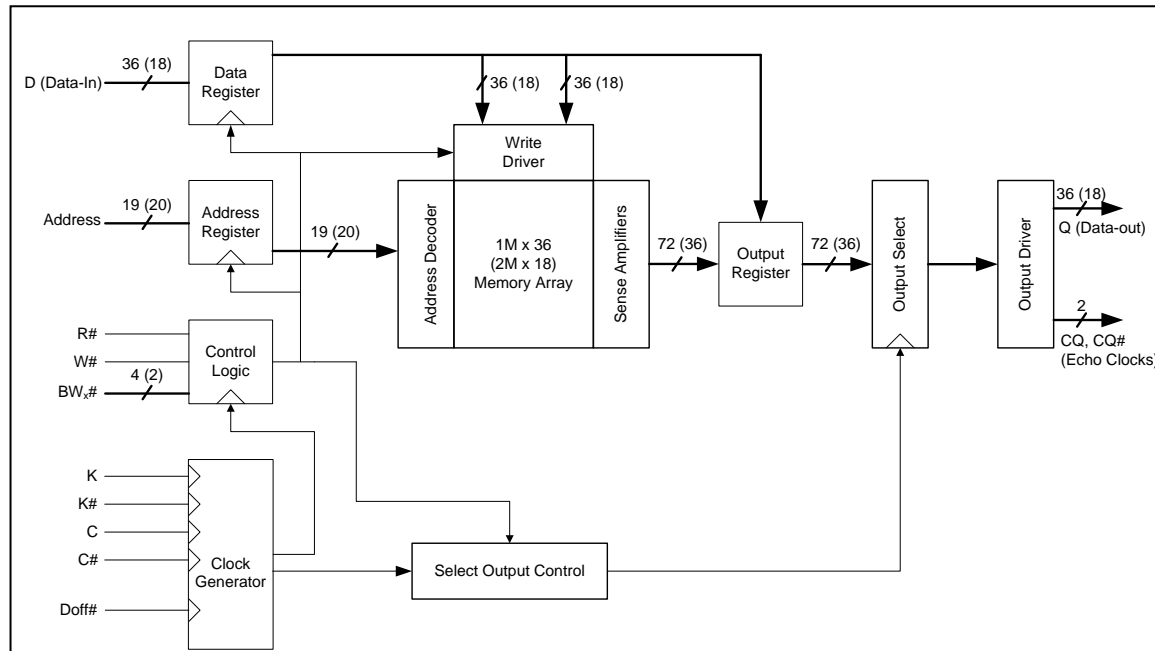 36 (18)
D (Data-In)
Data
Register
36 (18)
36 (18)
Write
Driver
19 (20)
Address
Address
Register
19 (20)
Address Decoder
1M x 36
(2M x 18)
Memory Array
Sense Amplifiers
72 (36)
Output
Register
72 (36)
Output Select
Output Driver
36 (18)
Q (Data-out)
2
CQ, CQ#
(Echo Clocks)
R#
W#
4 (2)
BWx#
Control
Logic
K
K#
C
C#
Doff#
Clock
Generator
Select Output Control